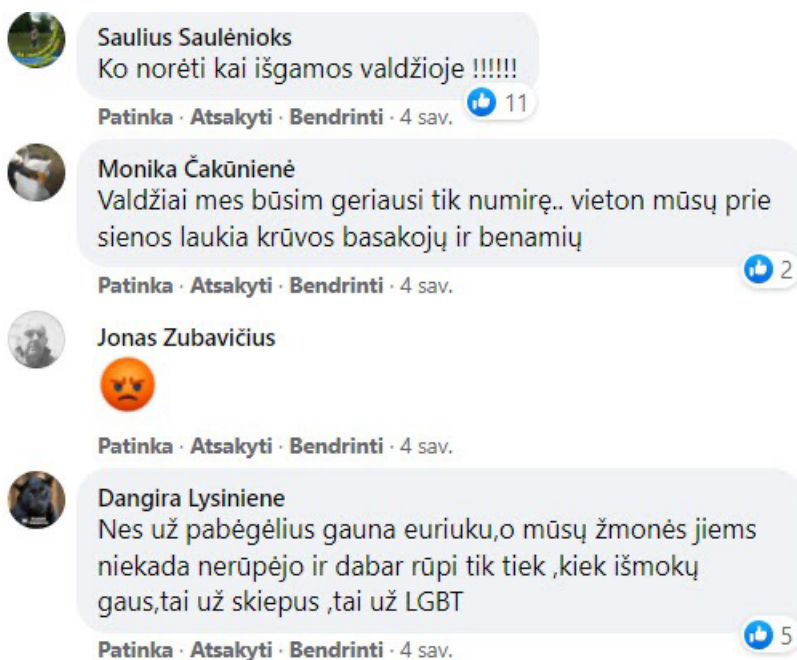 Saulius Saulėnioks
Ko norėti kai išgamos valdžioje !!!!!!
11
Patinka · Atsakyti · Bendrinti · 4 sav.
Monika Čakūnienė
Valdžiai mes būsim geriausi tik numirę.. vieton mūsų prie
sienos laukia krūvos basakojų ir benamių
2
Patinka · Atsakyti · Bendrinti · 4 sav.
Jonas Zubavičius
😡
Patinka · Atsakyti · Bendrinti · 4 sav.
Dangira Lysiniene
Nes už pabėgėlius gauna euriuku,o mūsų žmonės jiems
niekada nerūpėjo ir dabar rūpi tik tiek ,kiek išmokų
gaus,tai už skiepus ,tai už LGBT
5
Patinka · Atsakyti · Bendrinti · 4 sav.